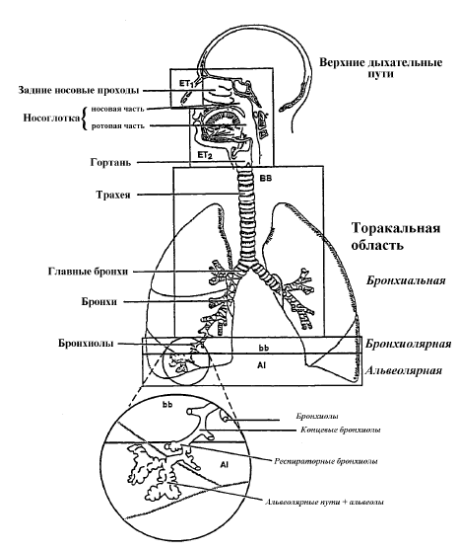 Верхние дыхательные
пути
ET1
Задние носовые проходы
Носоглотка
носовая часть
ротовая часть
ET2
Гортань
BB
Трахея
Торакальная
область
Главные бронхи
Бронхиальная
Бронхи
Бронхиолы
bb
Бронхиолярная
AI
Альвеолярная
bb
Бронхиолы
Концевые бронхиолы
AI
Респираторные бронхиолы
Альвеолярные пути + альвеолы